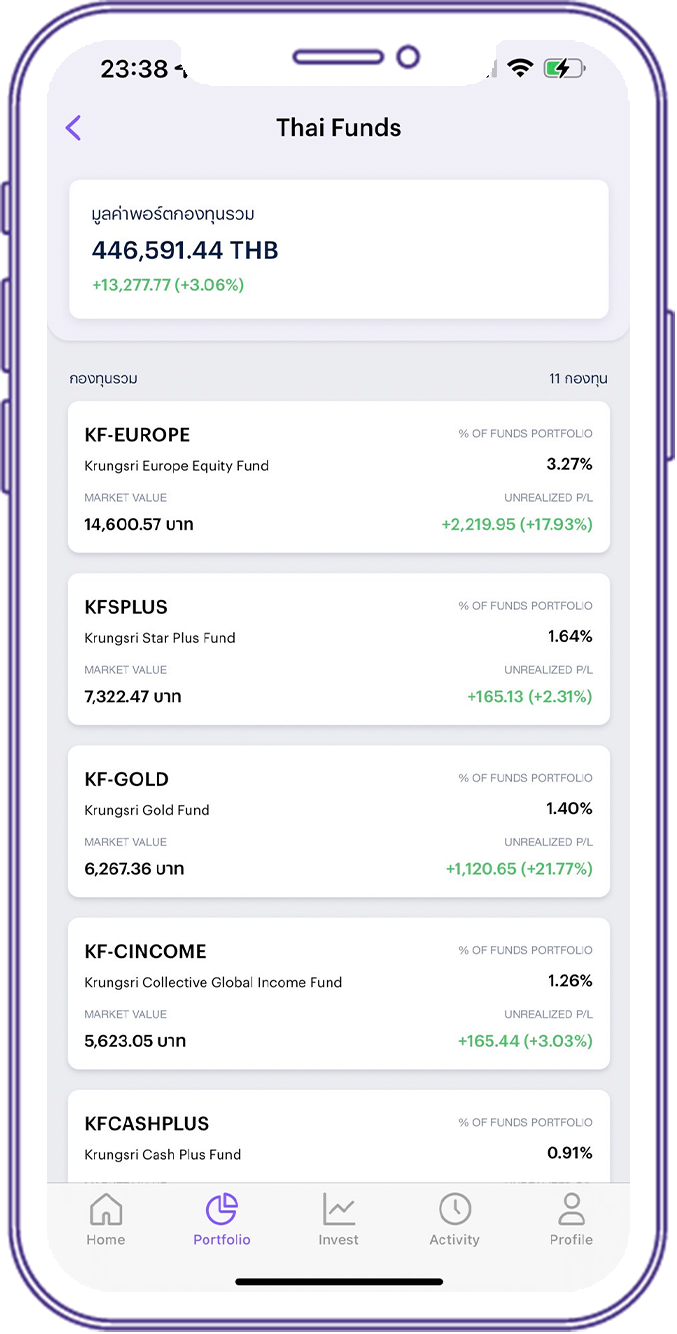 23:38
Thai Funds
มูลค่าพอร์ตกองทุนรวม
446,591.44 THB
+13,277.77 (+3.06%)
กองทุนรวม 11 กองทุน
KF-EUROPE % OF FUNDS PORTFOLIO
Krungsri Europe Equity Fund 3.27%
MARKET VALUE UNREALIZED P/L
14,600.57 บาท +2,219.95 (+17.93%)
KFSPLUS % OF FUNDS PORTFOLIO
Krungsri Star Plus Fund 1.64%
MARKET VALUE UNREALIZED P/L
7,322.47 บาท +165.13 (+2.31%)
KF-GOLD % OF FUNDS PORTFOLIO
Krungsri Gold Fund 1.40%
MARKET VALUE UNREALIZED P/L
6,267.36 บาท +1,120.65 (+21.77%)
KF-CINCOME % OF FUNDS PORTFOLIO
Krungsri Collective Global Income Fund 1.26%
MARKET VALUE UNREALIZED P/L
5,623.05 บาท +165.44 (+3.03%)
KFCASHPLUS % OF FUNDS PORTFOLIO
Krungsri Cash Plus Fund 0.91%
Home Portfolio Invest Activity Profile